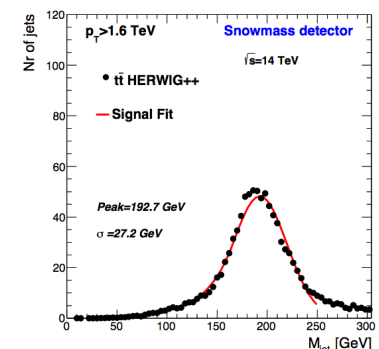 Nr of jets
120
100
80
60
40
20
0
p_T>1.6 TeV
Snowmass detector
√s=14 TeV
tt̄ HERWIG++
Signal Fit
Peak=192.7 GeV
σ =27.2 GeV
0 50 100 150 200 250 300
M_jet [GeV]